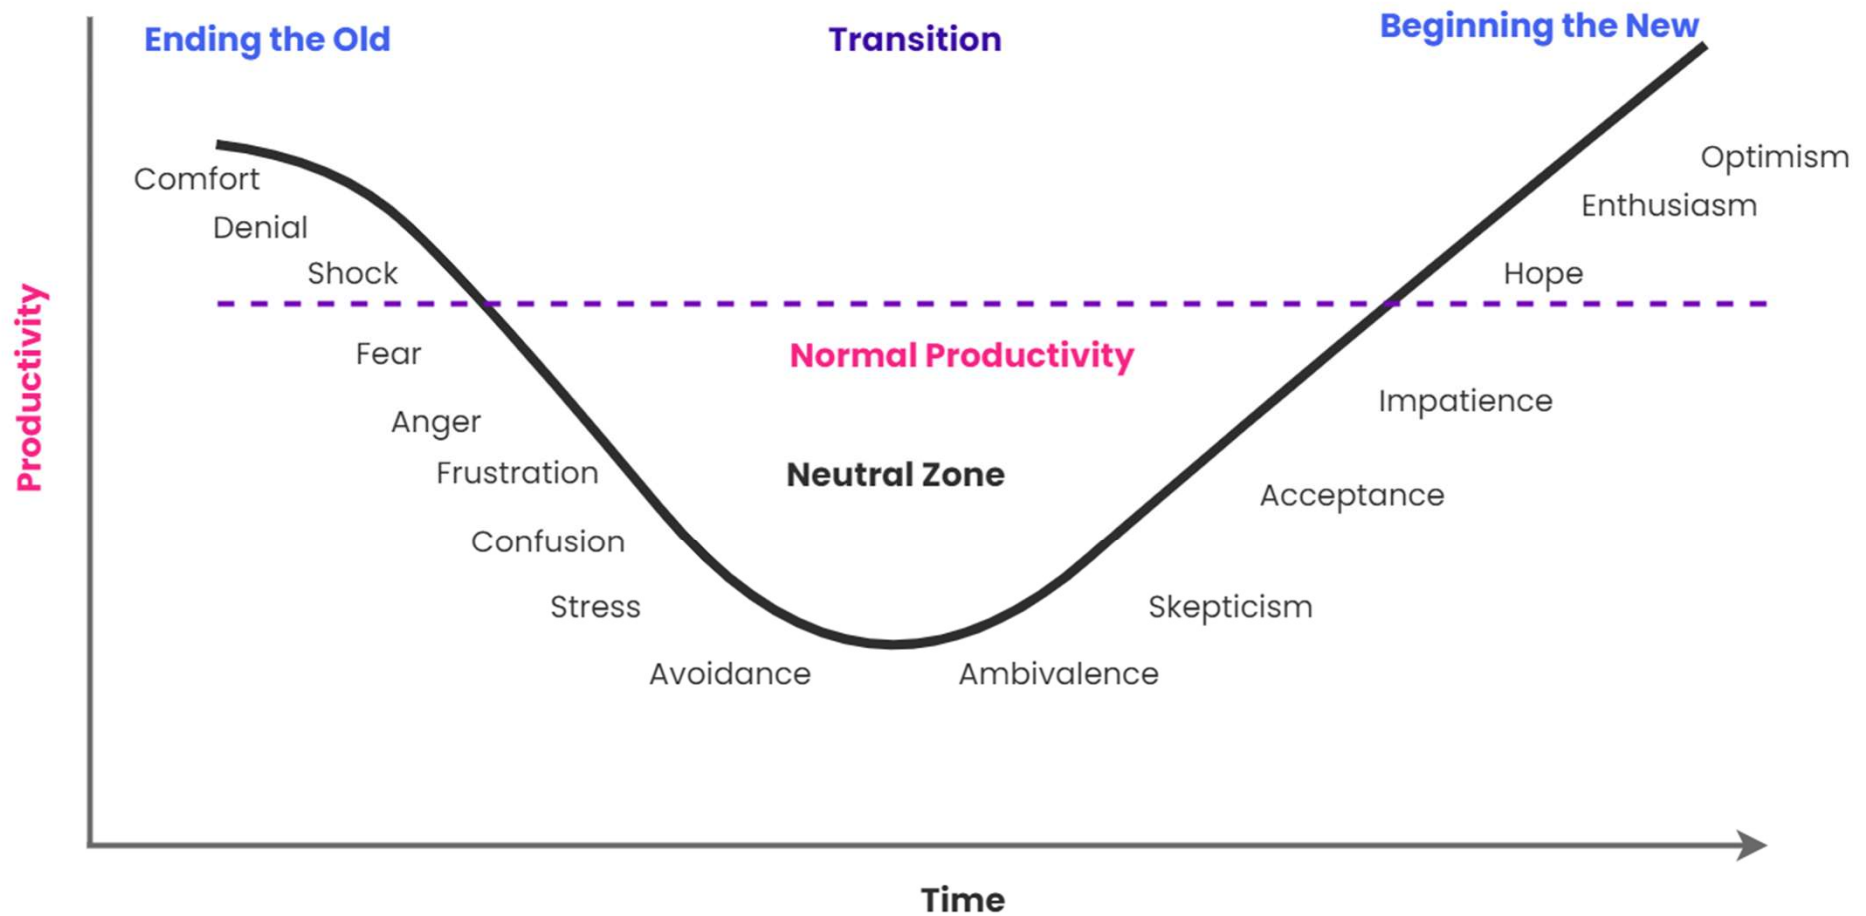 Ending the Old
Transition
Beginning the New
Comfort
Denial
Shock
Fear
Anger
Frustration
Confusion
Stress
Avoidance
Ambivalence
Skepticism
Acceptance
Impatience
Hope
Enthusiasm
Optimism
Normal Productivity
Neutral Zone
Productivity
Time